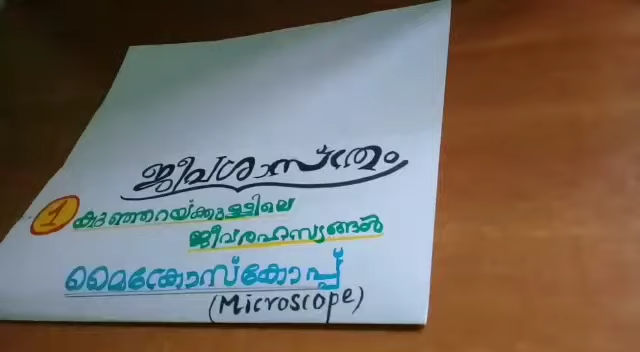 ജീവശാസ്ത്രം
1 കുഞ്ഞറയ്ക്കുള്ളിലെ
ജീവരഹസ്യങ്ങൾ
മൈക്രോസ്കോപ്പ്
(Microscope)